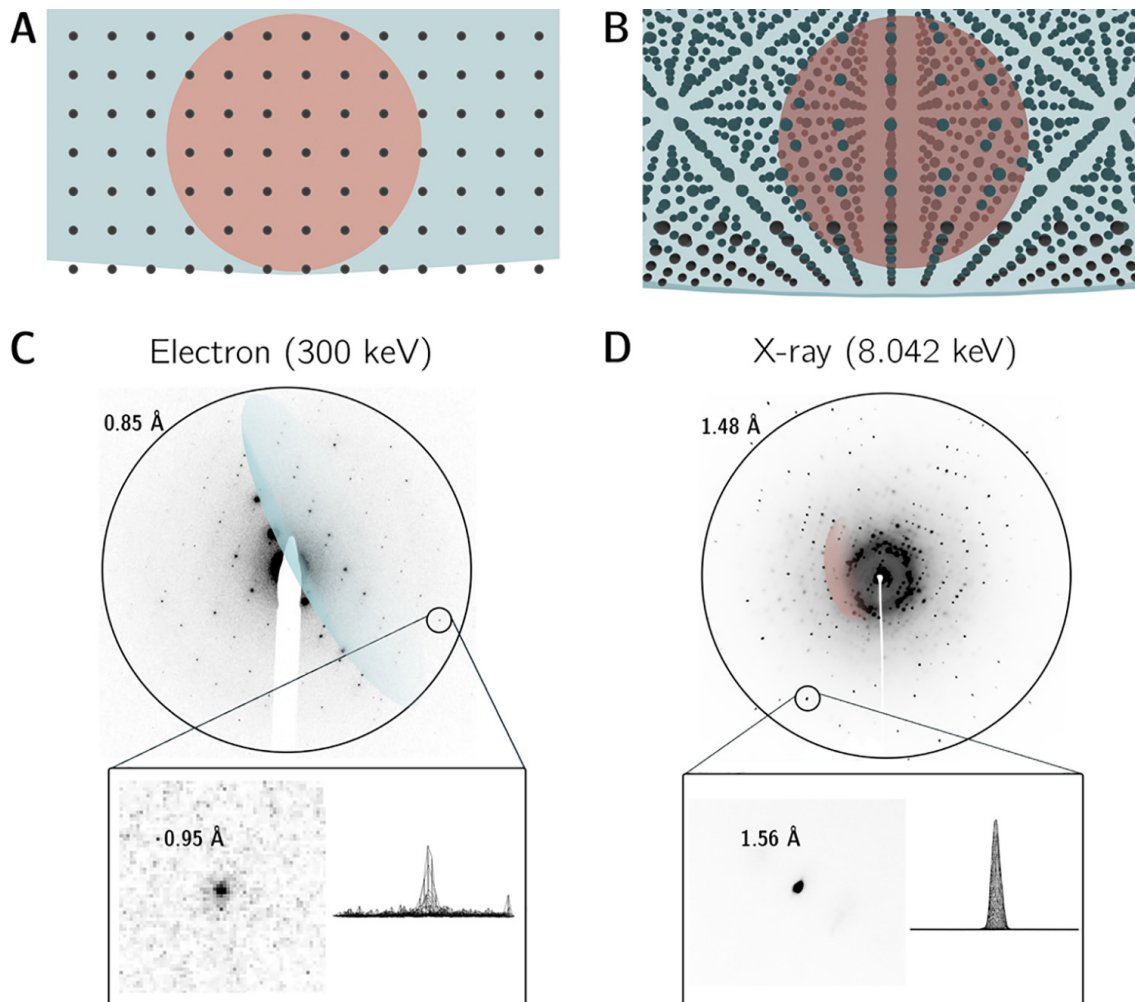 A
B
C
Electron (300 keV)
D
X-ray (8.042 keV)
0.85 Å
1.48 Å
0.95 Å
1.56 Å